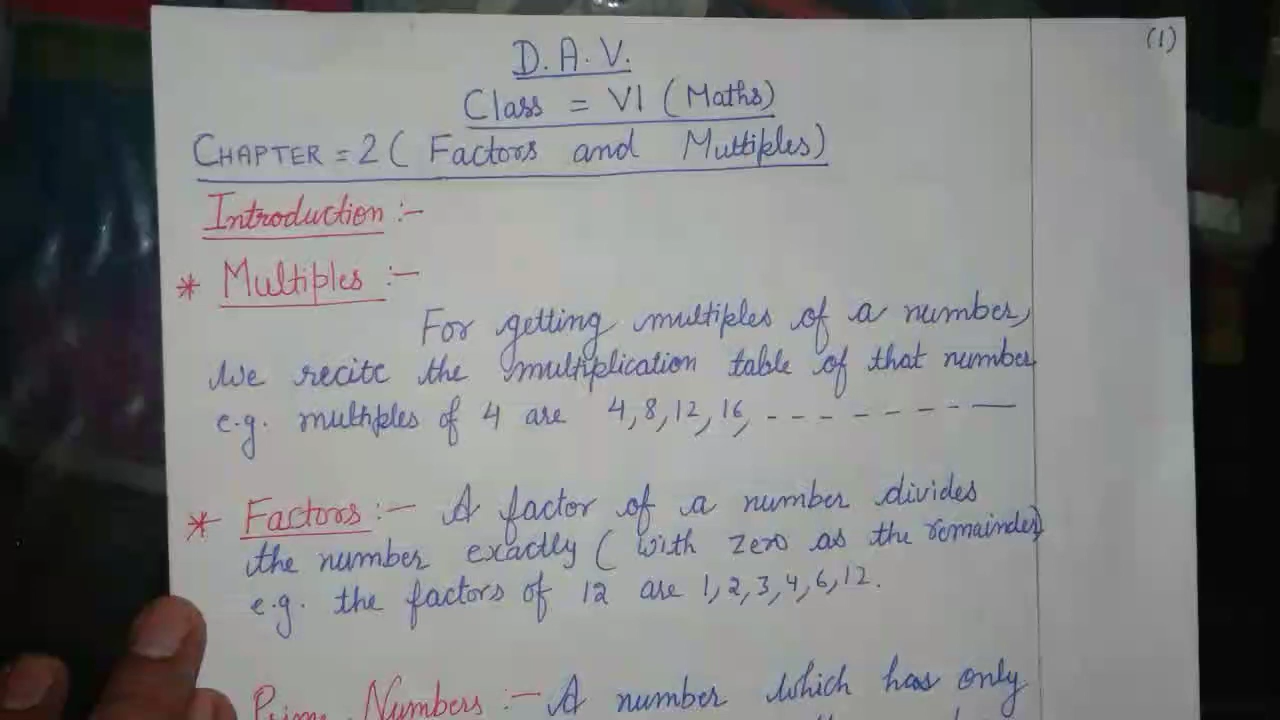 (1)
D.A.V.
Class = VI (Maths)
CHAPTER = 2 ( Factors and Multiples)
Introduction :-
* Multiples :-
For getting multiples of a number,
We recite the multiplication table of that number
e.g. multiples of 4 are 4, 8, 12, 16, - - - - - - - -
* Factors :- A factor of a number divides
the number exactly ( with zero as the remainder)
e.g. the factors of 12 are 1, 2, 3, 4, 6, 12.
Prime Numbers :- A number which has only